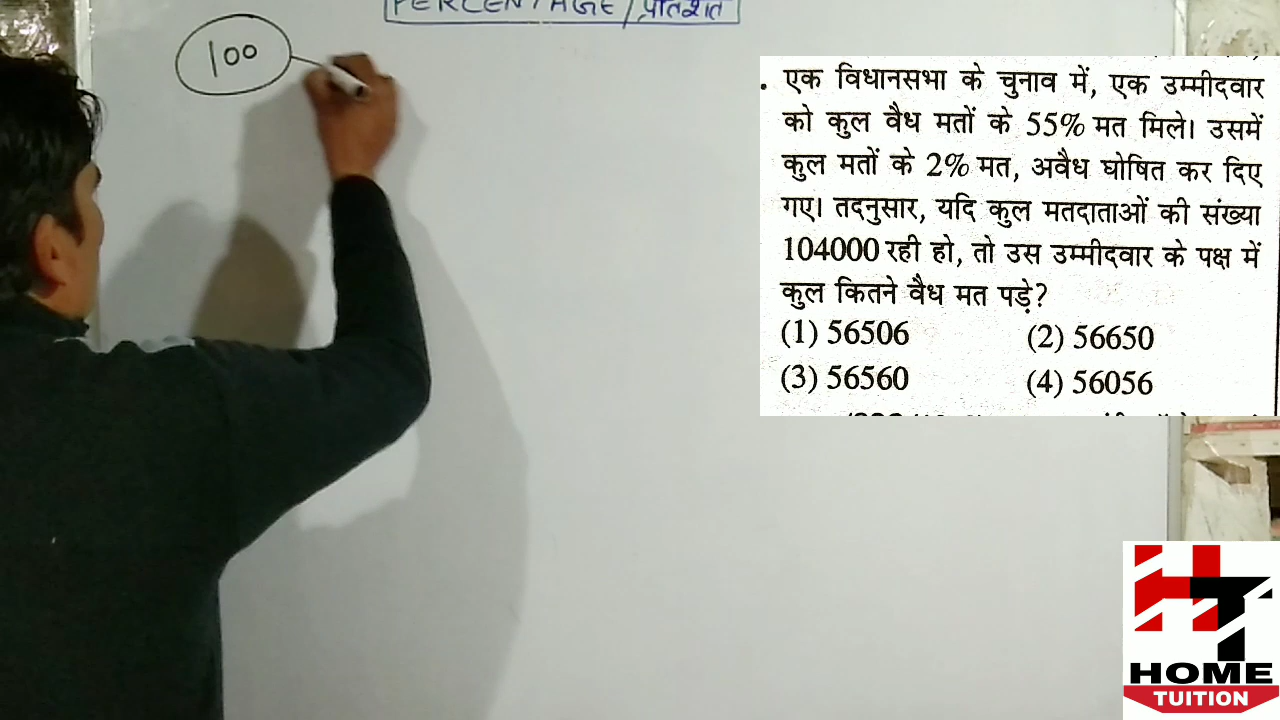 PERCENTAGE/प्रतिशत
100
. एक विधानसभा के चुनाव में, एक उम्मीदवार
को कुल वैध मतों के 55% मत मिले। उसमें
कुल मतों के 2% मत, अवैध घोषित कर दिए
गए। तदनुसार, यदि कुल मतदाताओं की संख्या
104000 रही हो, तो उस उम्मीदवार के पक्ष में
कुल कितने वैध मत पड़े?
(1) 56506 (2) 56650
(3) 56560 (4) 56056
HT
HOME
TUITION